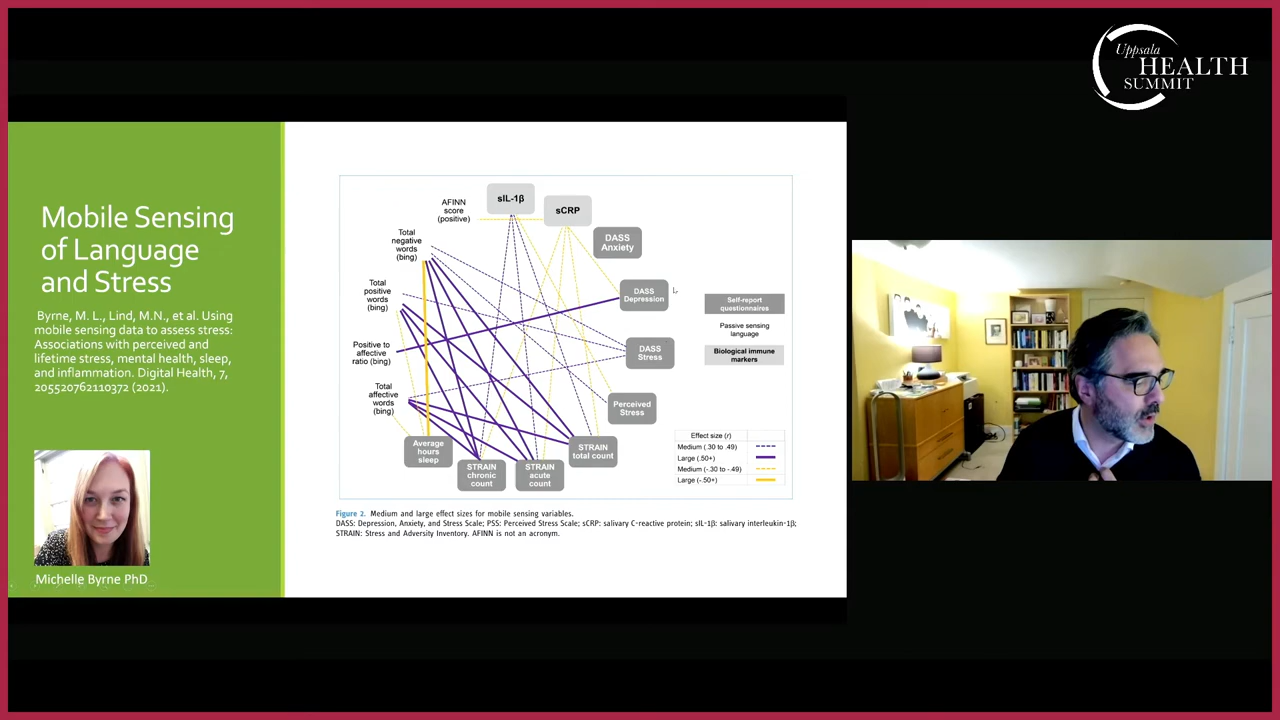 Uppsala
HEALTH
SUMMIT
Mobile Sensing
of Language
and Stress
Byrne, M. L., Lind, M.N., et al. Using
mobile sensing data to assess stress:
Associations with perceived and
lifetime stress, mental health, sleep,
and inflammation. Digital Health, 7,
205520762110372 (2021).
Michelle Byrne PhD
AFINN
score
(positive)
sIL-1β
sCRP
DASS
Anxiety
Total
negative
words
(bing)
Total
positive
words
(bing)
DASS
Depression
Positive to
affective
ratio (bing)
DASS
Stress
Total
affective
words
(bing)
Perceived
Stress
Average
hours
sleep
STRAIN
chronic
count
STRAIN
acute
count
STRAIN
total count
Self-report
questionnaires
Passive sensing
language
Biological immune
markers
Effect size (r)
Medium (.30 to .49)
Large (.50+)
Medium (-.30 to -.49)
Large (-.50+)
Figure 2. Medium and large effect sizes for mobile sensing variables.
DASS: Depression, Anxiety, and Stress Scale; PSS: Perceived Stress Scale; sCRP: salivary C-reactive protein; sIL-1β: salivary interleukin-1β;
STRAIN: Stress and Adversity Inventory. AFINN is not an acronym.